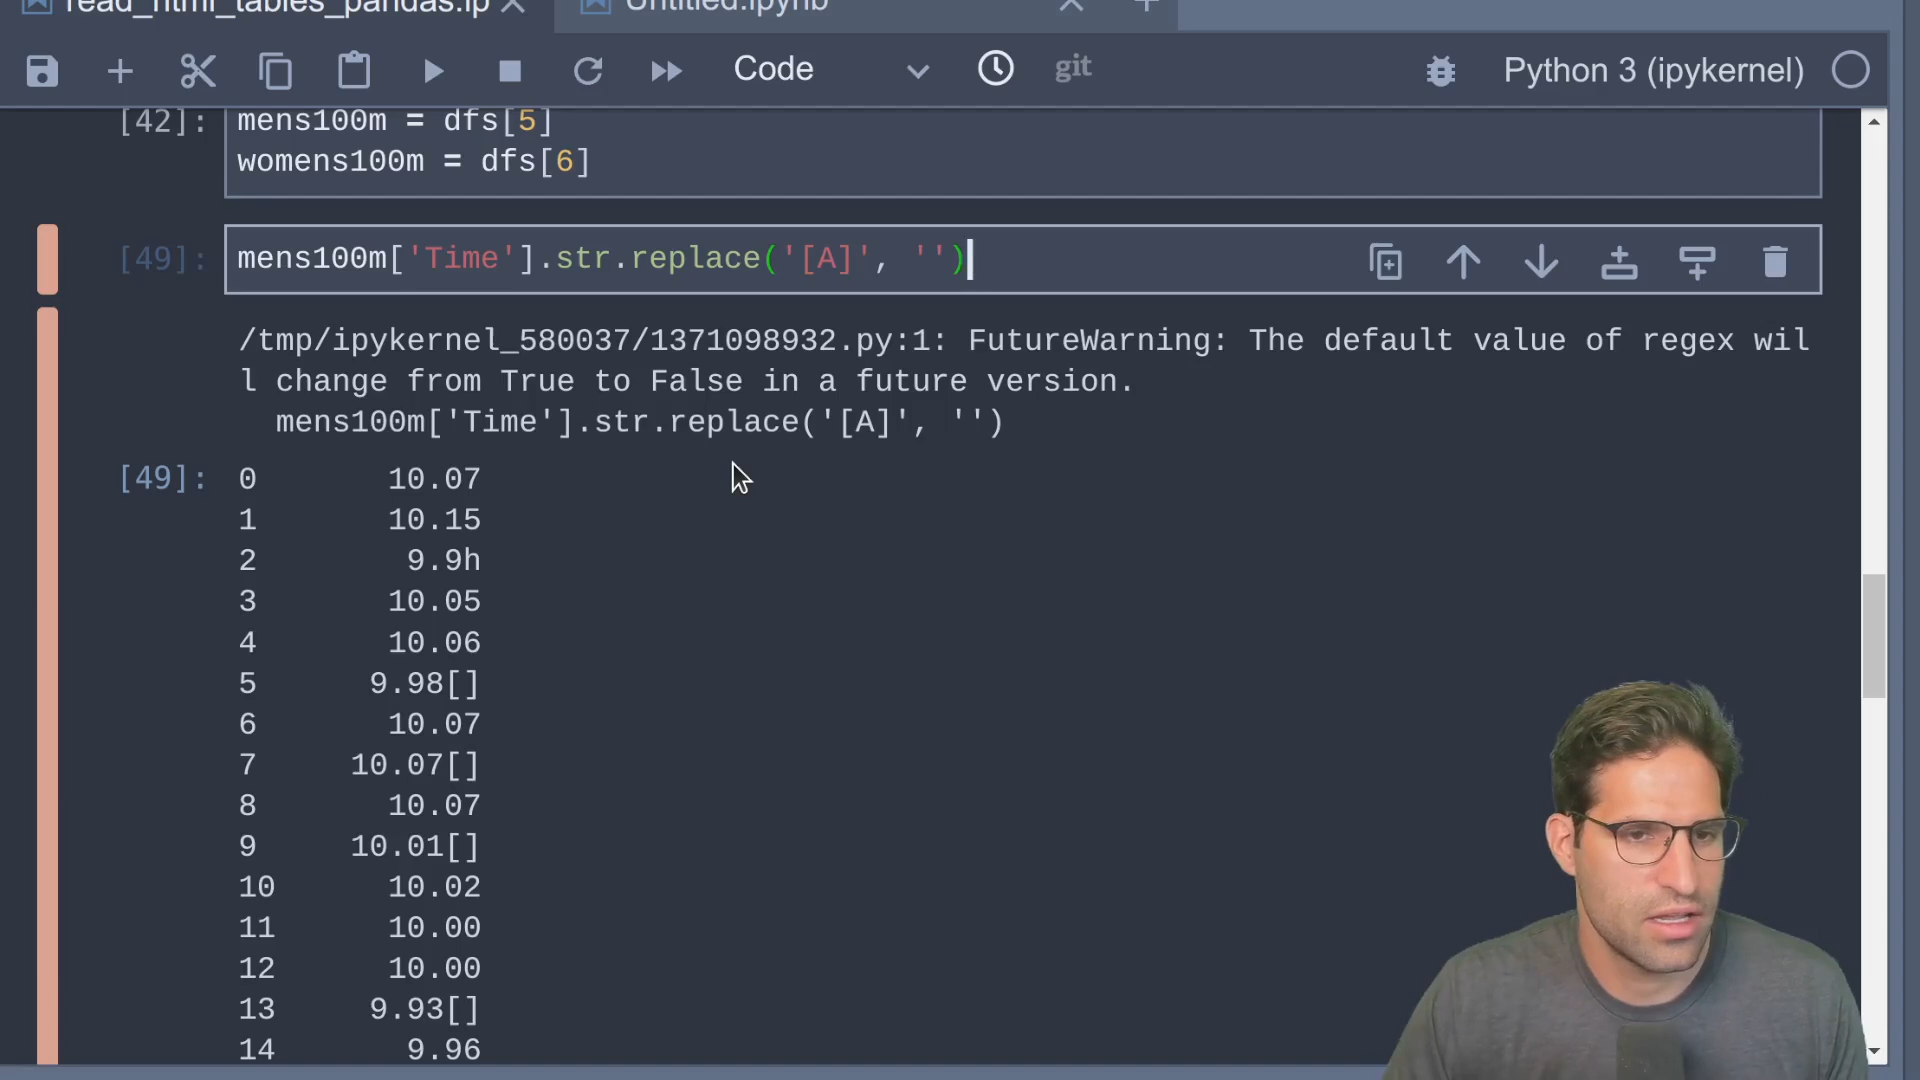 read_html_tables_pandas.ip
Untitled.ipynb
Code
git
Python 3 (ipykernel)
[42]:
mens100m = dfs[5]
womens100m = dfs[6]
[49]:
mens100m['Time'].str.replace('[A]', '')
/tmp/ipykernel_580037/1371098932.py:1: FutureWarning: The default value of regex wil
l change from True to False in a future version.
mens100m['Time'].str.replace('[A]', '')
[49]:
0 10.07
1 10.15
2 9.9h
3 10.05
4 10.06
5 9.98[]
6 10.07
7 10.07[]
8 10.07
9 10.01[]
10 10.02
11 10.00
12 10.00
13 9.93[]
14 9.96